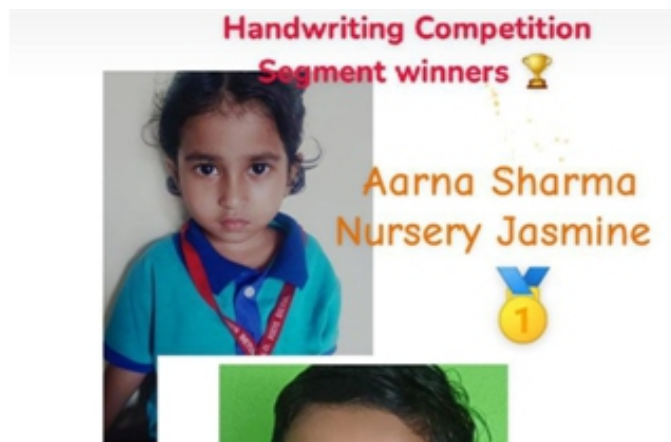 Handwriting Competition
Segment winners 🏆
Aarna Sharma
Nursery Jasmine
1